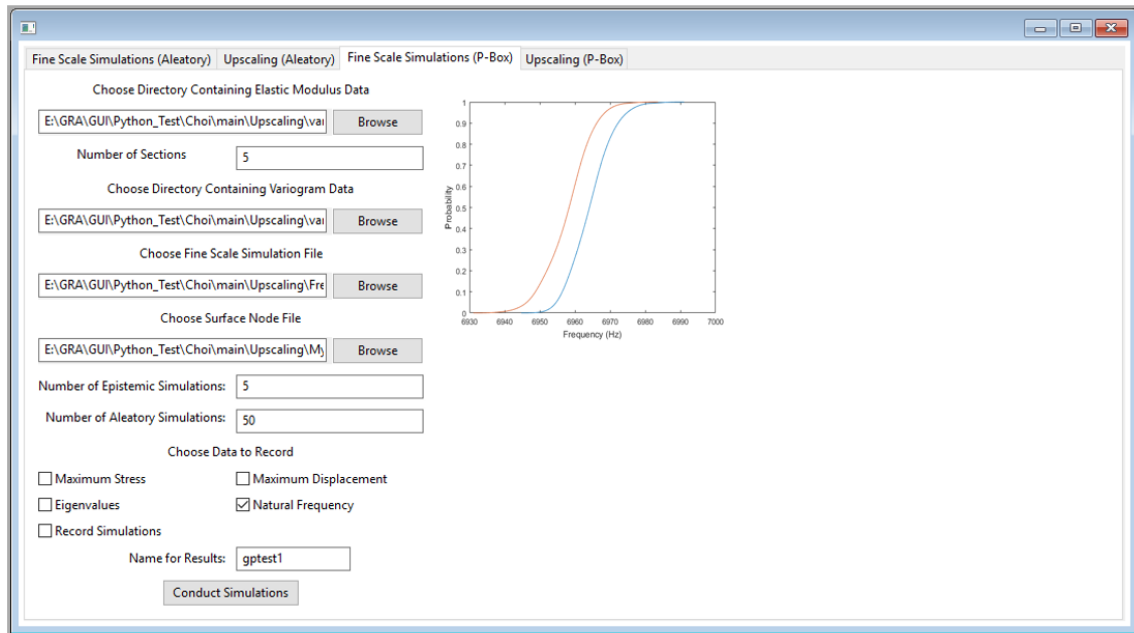 Fine Scale Simulations (Aleatory) Upscaling (Aleatory) Fine Scale Simulations (P-Box) Upscaling (P-Box)
Choose Directory Containing Elastic Modulus Data
E:\GRA\GUI\Python_Test\Choi\main\Upscaling\var Browse
Number of Sections 5
Choose Directory Containing Variogram Data
E:\GRA\GUI\Python_Test\Choi\main\Upscaling\var Browse
Choose Fine Scale Simulation File
E:\GRA\GUI\Python_Test\Choi\main\Upscaling\Fre Browse
Choose Surface Node File
E:\GRA\GUI\Python_Test\Choi\main\Upscaling\My Browse
Number of Epistemic Simulations: 5
Number of Aleatory Simulations: 50
Choose Data to Record
Maximum Stress Maximum Displacement
Eigenvalues Natural Frequency
Record Simulations
Name for Results: gptest1
Conduct Simulations
1
0.9
0.8
0.7
0.6
0.5
0.4
0.3
0.2
0.1
0
Probability
6930 6940 6950 6960 6970 6980 6990 7000
Frequency (Hz)